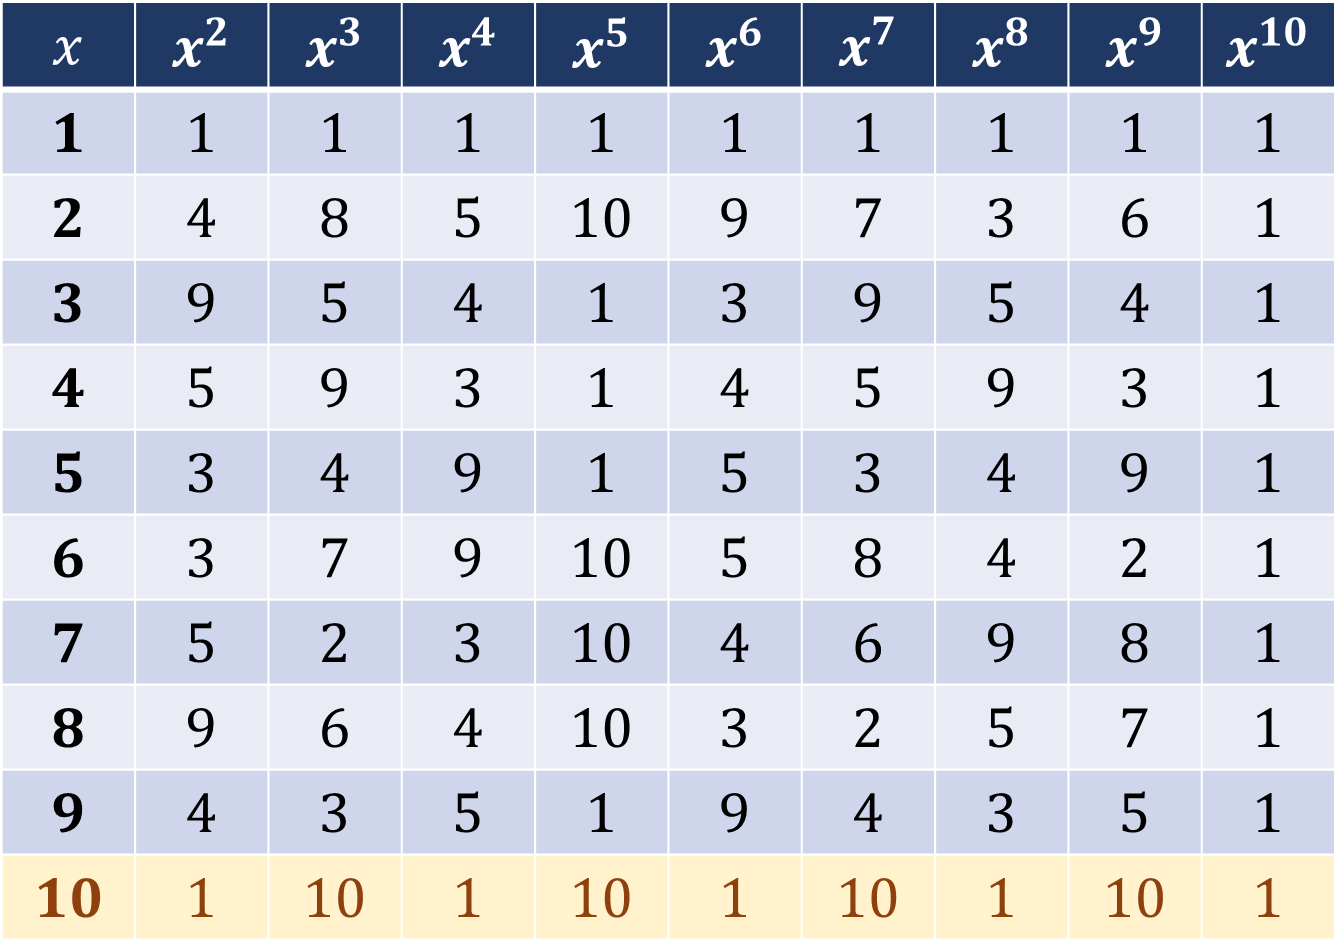 x x² x³ x⁴ x⁵ x⁶ x⁷ x⁸ x⁹ x¹⁰
1 1 1 1 1 1 1 1 1 1
2 4 8 5 10 9 7 3 6 1
3 9 5 4 1 3 9 5 4 1
4 5 9 3 1 4 5 9 3 1
5 3 4 9 1 5 3 4 9 1
6 3 7 9 10 5 8 4 2 1
7 5 2 3 10 4 6 9 8 1
8 9 6 4 10 3 2 5 7 1
9 4 3 5 1 9 4 3 5 1
10 1 10 1 10 1 10 1 10 1